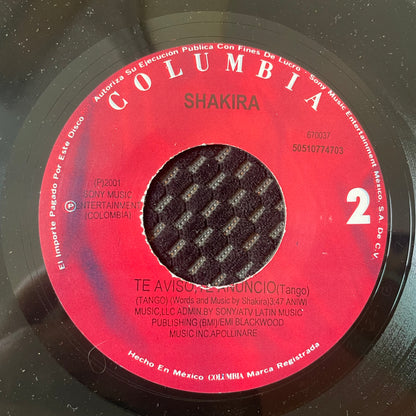 El Importe Pagado Por Este Disco Autoriza Su Ejecucion Publica Con Fines De Lucro - Sony Music Entertainment México, S.A. De C.V.
COLUMBIA
SHAKIRA
670037
50510774703
(P)2001
SONY MUSIC
ENTERTAINMENT
(COLOMBIA)
2
TE AVISO, ANUNCIO (Tango)
(TANGO) (Words and Music by Shakira)3:47 ANIWI
MUSIC,LLC ADMIN.BY SONY/ATV LATIN MUSIC
PUBLISHING (BMI)/EMI BLACKWOOD
MUSIC INC.APOLLINARE
Hecho En México COLUMBIA Marca Registrada